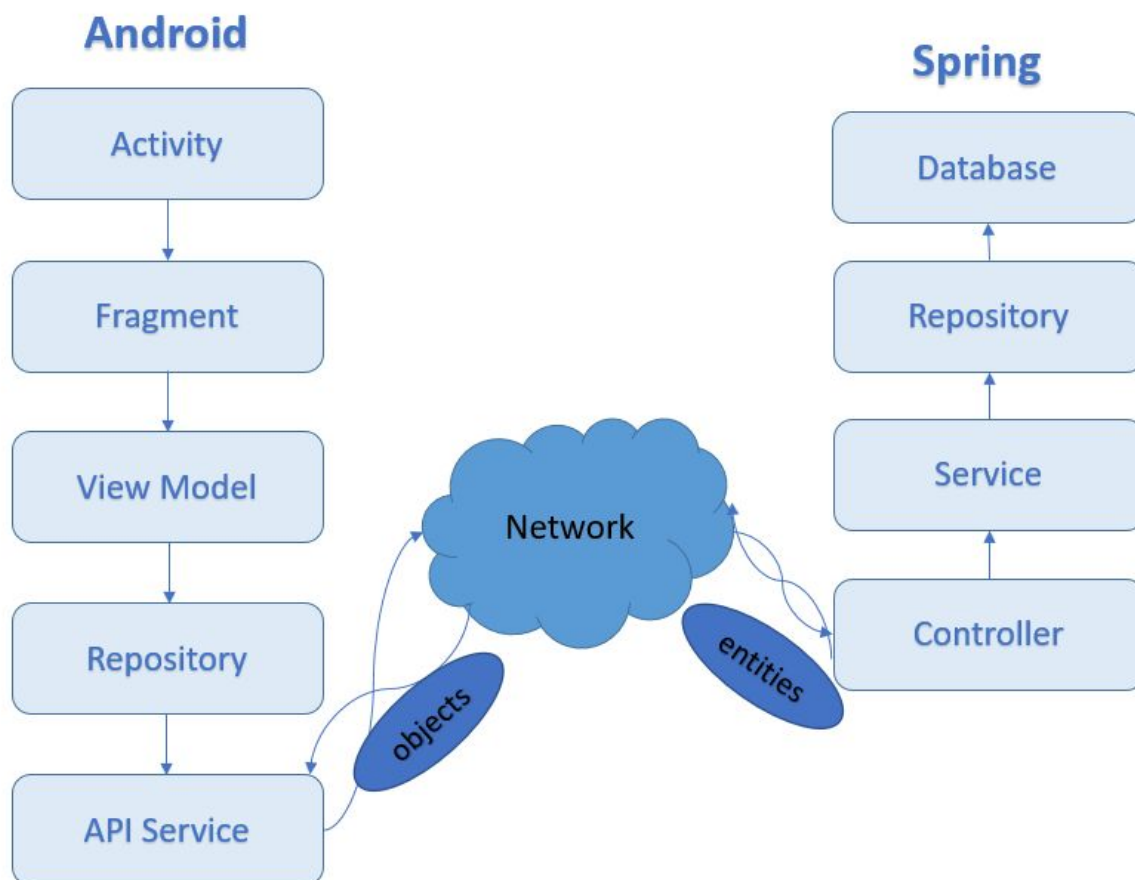 Android
Activity
Fragment
View Model
Repository
API Service
Network
objects
entities
Spring
Database
Repository
Service
Controller